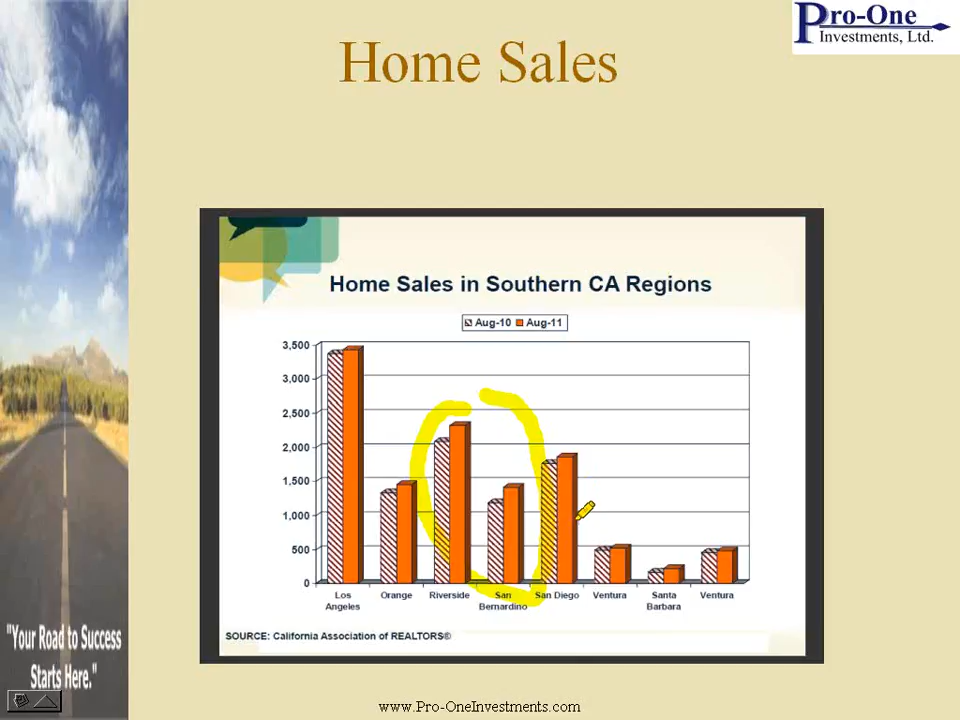 Pro-One
Investments, Ltd.
Home Sales
Home Sales in Southern CA Regions
Aug-10 Aug-11
3,500
3,000
2,500
2,000
1,500
1,000
500
0
Los Angeles
Orange
Riverside
San Bernardino
San Diego
Ventura
Santa Barbara
Ventura
SOURCE: California Association of REALTORS®
"Your Road to Success
Starts Here."
www.Pro-OneInvestments.com